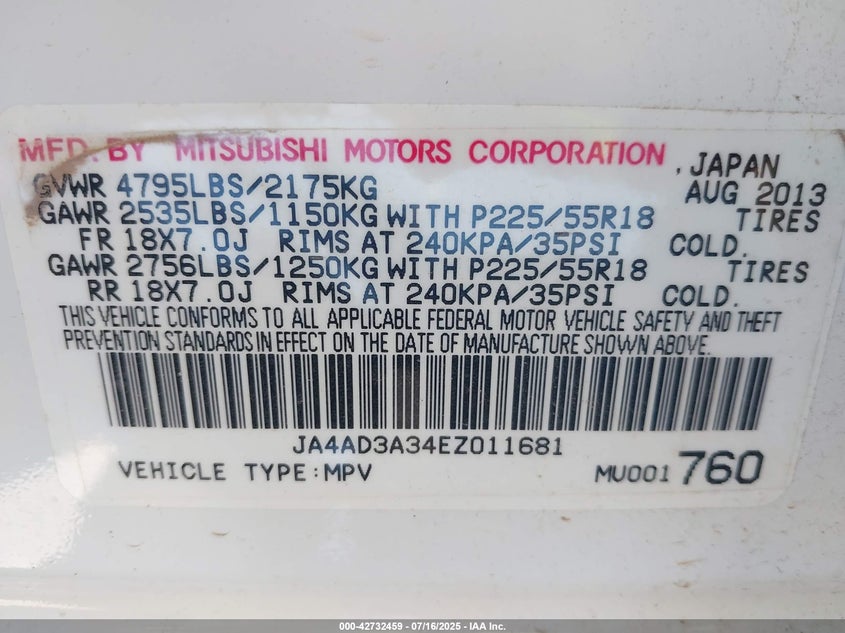 MFD. BY MITSUBISHI MOTORS CORPORATION , JAPAN
GVWR 4795LBS/2175KG AUG 2013
GAWR 2535LBS/1150KG WITH P225/55R18 TIRES
FR 18X7.0J RIMS AT 240KPA/35PSI COLD.
GAWR 2756LBS/1250KG WITH P225/55R18 TIRES
RR 18X7.0J RIMS AT 240KPA/35PSI COLD.
THIS VEHICLE CONFORMS TO ALL APPLICABLE FEDERAL MOTOR VEHICLE SAFETY AND THEFT
PREVENTION STANDARDS IN EFFECT ON THE DATE OF MANUFACTURE SHOWN ABOVE.
JA4AD3A34EZ011681
VEHICLE TYPE:MPV MU001 760
000-42732459 - 07/16/2025 - IAA Inc.